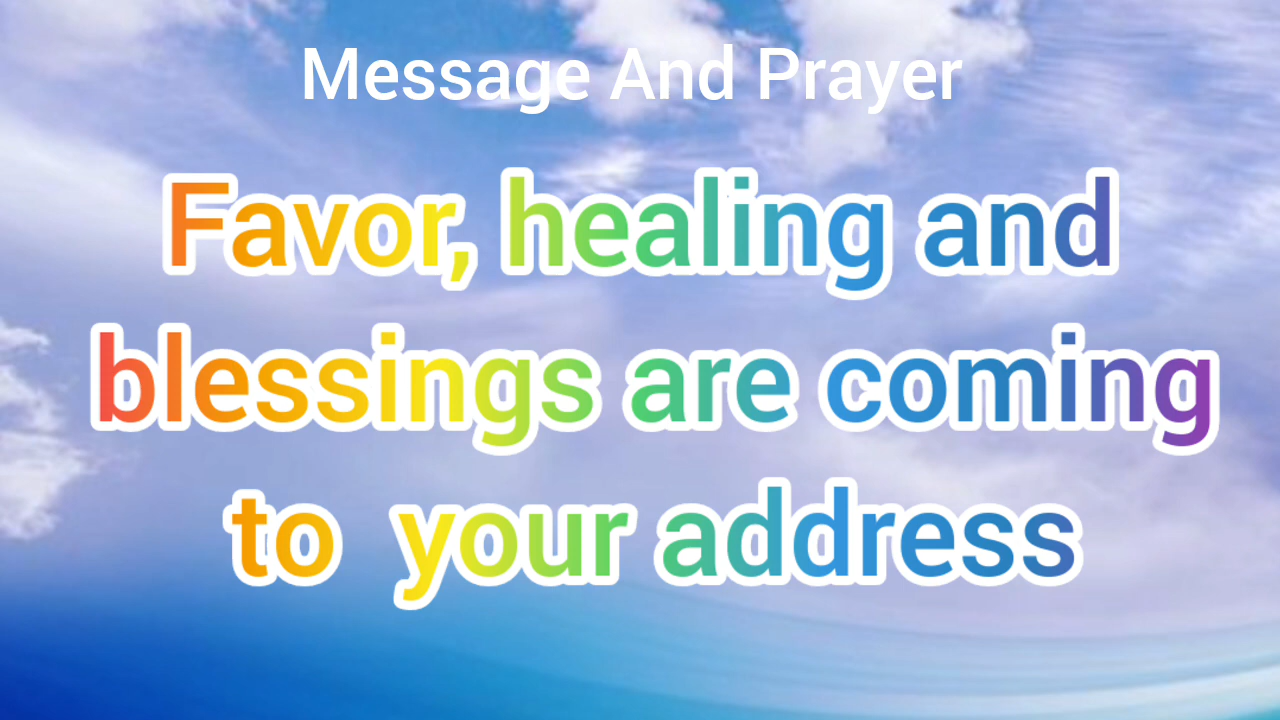 Message And Prayer
Favor, healing and
blessings are coming
to your address